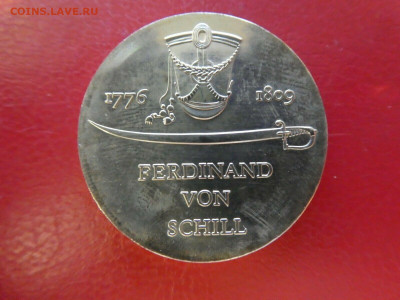 COINS.LAVE.RU
1776 1809
FERDINAND
VON
SCHILL